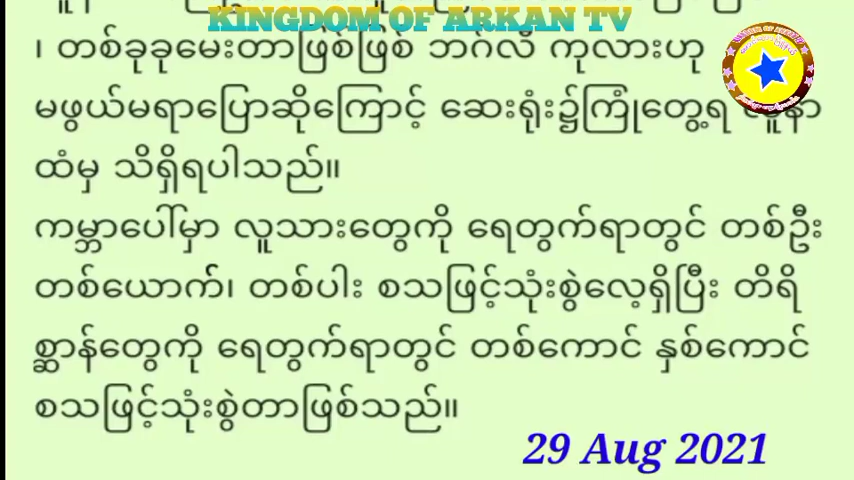 KINGDOM OF ARKAN TV
၊ တစ်ခုခုမေးတာဖြစ်ဖြစ် ဘင်္ဂလီ ကုလားဟု
မဖွယ်မရာပြောဆိုကြောင့် ဆေးရုံး၌ကြုံတွေ့ရ လူနာ
ထံမှ သိရှိရပါသည်။
ကမ္ဘာပေါ်မှာ လူသားတွေကို ရေတွက်ရာတွင် တစ်ဦး
တစ်ယောက်၊ တစ်ပါး စသဖြင့်သုံးစွဲလေ့ရှိပြီး တိရိ
စ္ဆာန်တွေကို ရေတွက်ရာတွင် တစ်ကောင် နှစ်ကောင်
စသဖြင့်သုံးစွဲတာဖြစ်သည်။
29 Aug 2021